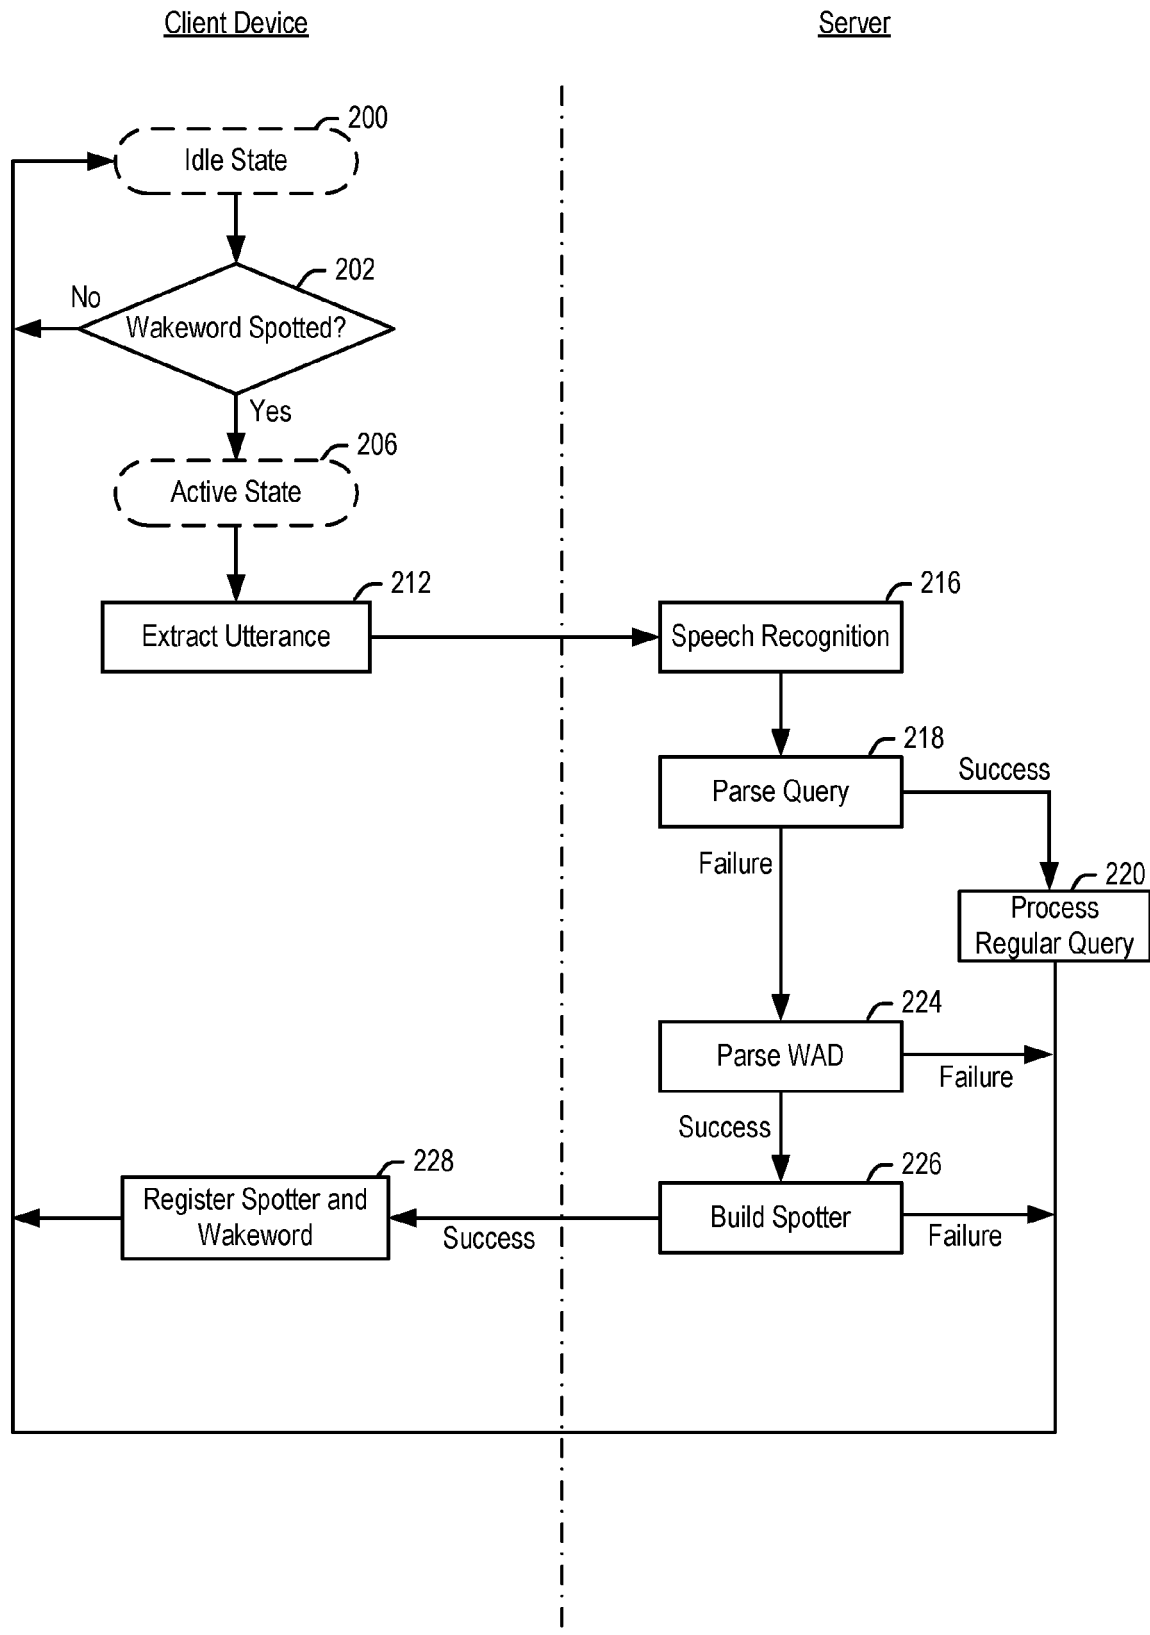 Client Device
Server
200
Idle State
202
No
Wakeword Spotted?
Yes
206
Active State
212
Extract Utterance
216
Speech Recognition
218
Parse Query
Success
Failure
220
Process
Regular Query
224
Parse WAD
Failure
Success
226
Build Spotter
Failure
228
Register Spotter and
Wakeword
Success